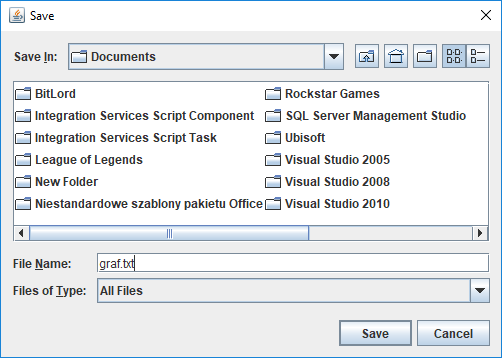 Save
Save In: Documents
BitLord
Integration Services Script Component
Integration Services Script Task
League of Legends
New Folder
Niestandardowe szablony pakietu Office
Rockstar Games
SQL Server Management Studio
Ubisoft
Visual Studio 2005
Visual Studio 2008
Visual Studio 2010
File Name: graf.txt
Files of Type: All Files
Save Cancel